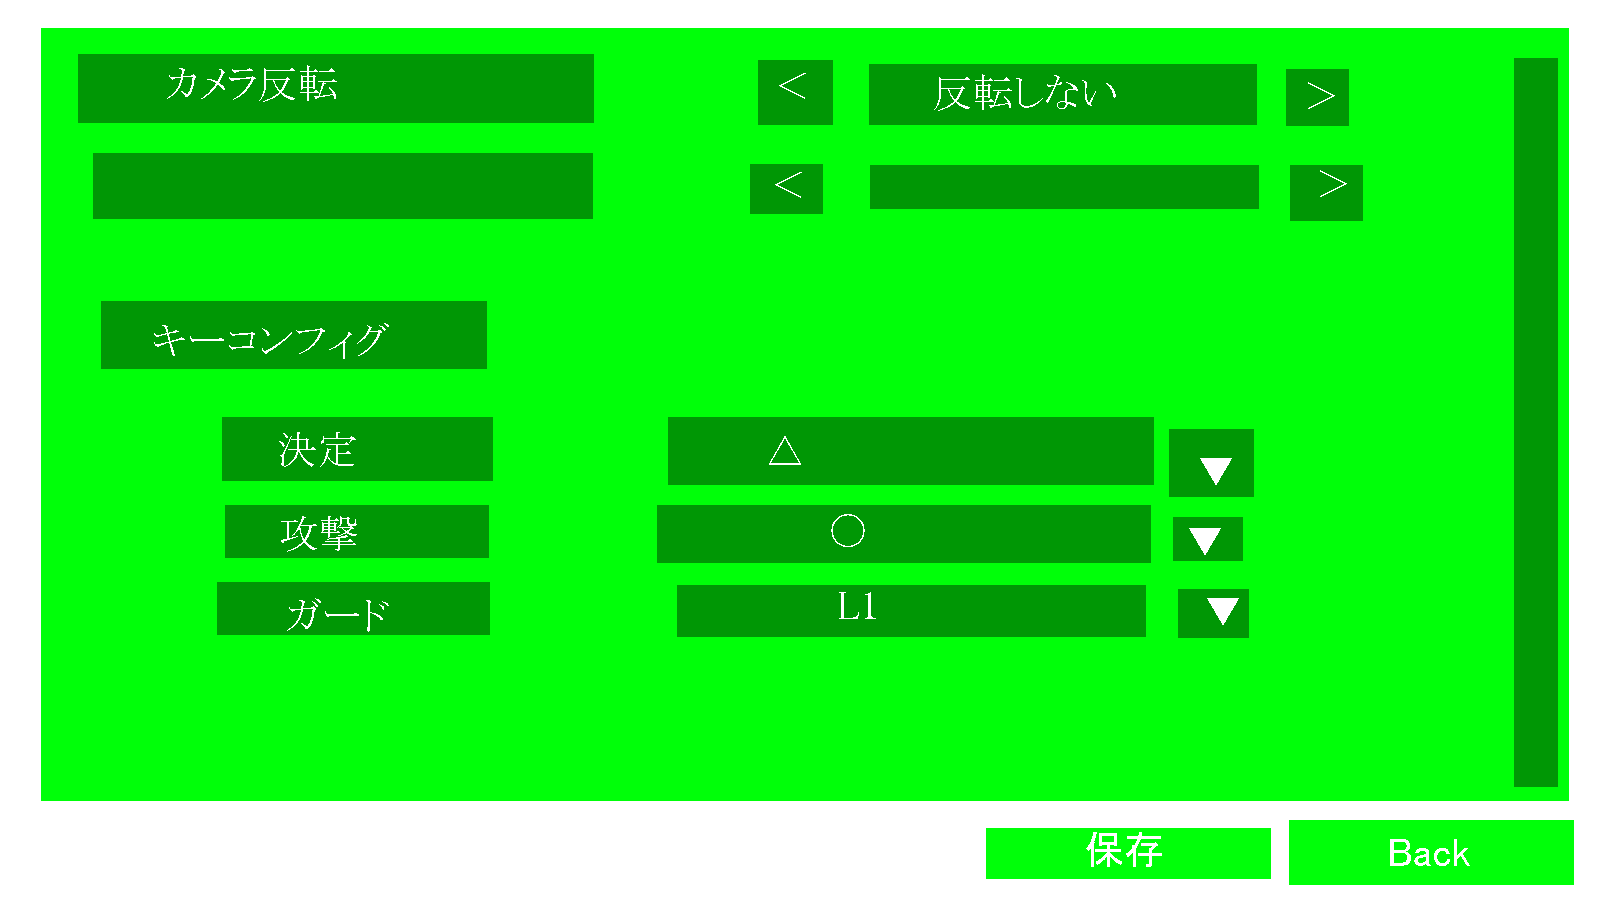 カメラ反転 < 反転しない >
< >
キーコンフィグ
決定 △ ▼
攻撃 ○ ▼
ガード L1 ▼
保存 Back